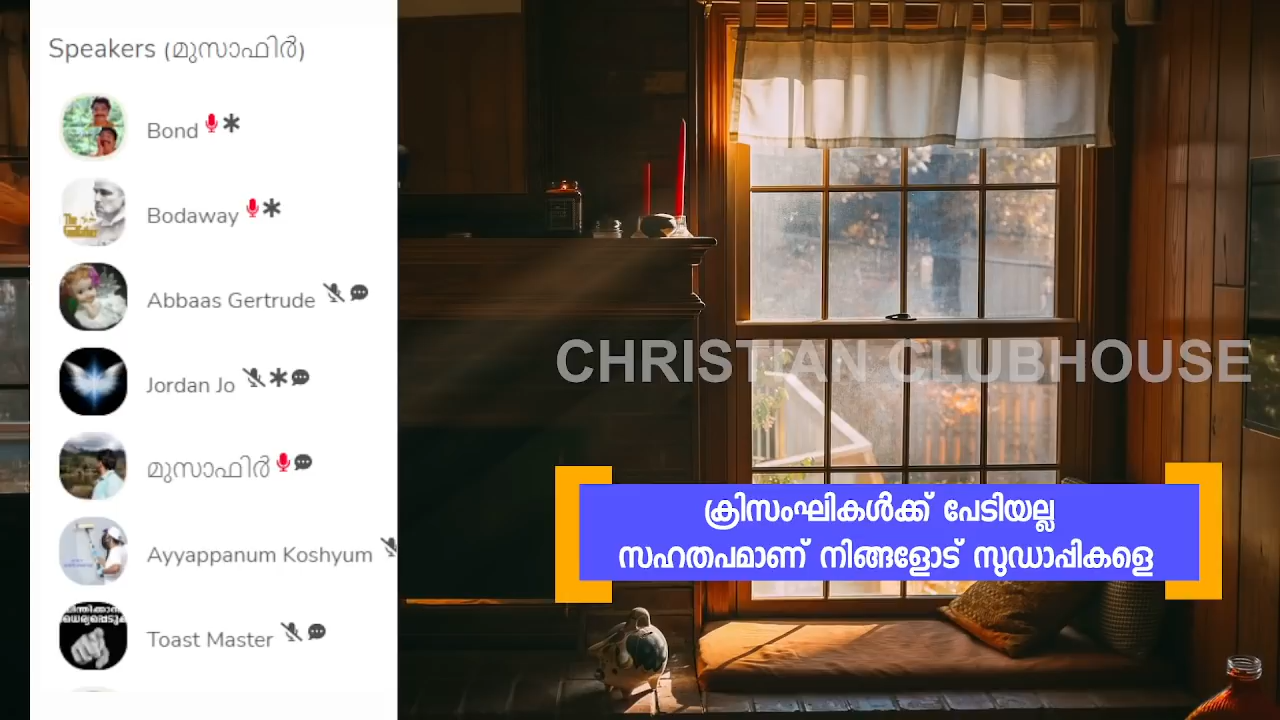 Speakers (മുസാഫിർ)
Bond
Bodaway
Abbaas Gertrude
Jordan Jo
മുസാഫിർ
Ayyappanum Koshyum
Toast Master
CHRISTIAN CLUBHOUSE
ക്രിസംഘികൾക്ക് പേടിയല്ല
സഹതപമാണ് നിങ്ങളോട് സുഡാപ്പികളെ